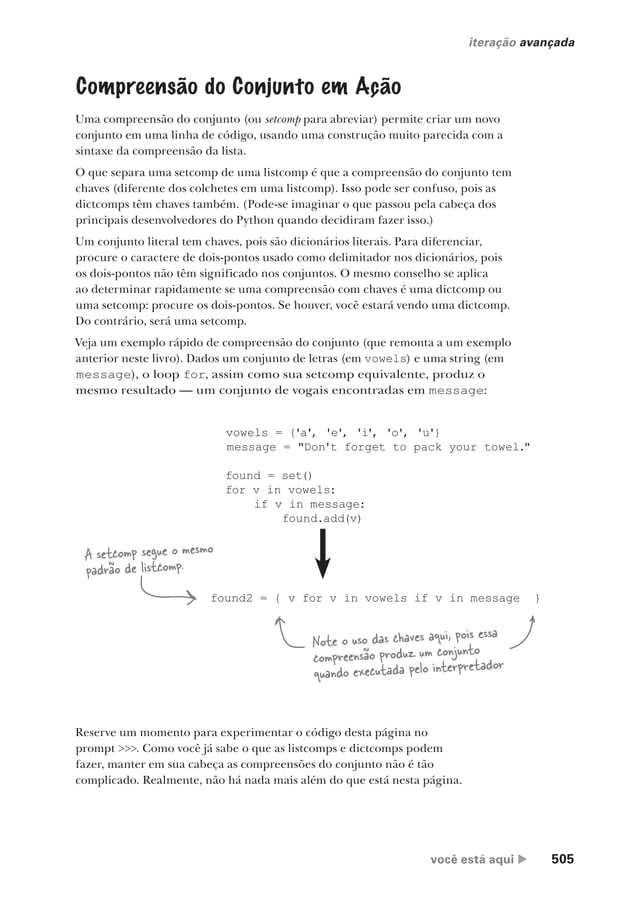 iteração avançada
Compreensão do Conjunto em Ação
Uma compreensão do conjunto (ou setcomp para abreviar) permite criar um novo
conjunto em uma linha de código, usando uma construção muito parecida com a
sintaxe da compreensão da lista.
O que separa uma setcomp de uma listcomp é que a compreensão do conjunto tem
chaves (diferente dos colchetes em uma listcomp). Isso pode ser confuso, pois as
dictcomps têm chaves também. (Pode-se imaginar o que passou pela cabeça dos
principais desenvolvedores do Python quando decidiram fazer isso.)
Um conjunto literal tem chaves, pois são dicionários literais. Para diferenciar,
procure o caractere de dois-pontos usado como delimitador nos dicionários, pois
os dois-pontos não têm significado nos conjuntos. O mesmo conselho se aplica
ao determinar rapidamente se uma compreensão com chaves é uma dictcomp ou
uma setcomp: procure os dois-pontos. Se houver, você estará vendo uma dictcomp.
Do contrário, será uma setcomp.
Veja um exemplo rápido de compreensão do conjunto (que remonta a um exemplo
anterior neste livro). Dados um conjunto de letras (em vowels) e uma string (em
message), o loop for, assim como sua setcomp equivalente, produz o
mesmo resultado — um conjunto de vogais encontradas em message:
vowels = {'a', 'e', 'i', 'o', 'u'}
message = "Don't forget to pack your towel."
found = set()
for v in vowels:
    if v in message:
        found.add(v)
A setcomp segue o mesmo
padrão de listcomp.
found2 = { v for v in vowels if v in message }
Note o uso das chaves aqui, pois essa
compreensão produz um conjunto
quando executada pelo interpretador
Reserve um momento para experimentar o código desta página no
prompt >>>. Como você já sabe o que as listcomps e dictcomps podem
fazer, manter em sua cabeça as compreensões do conjunto não é tão
complicado. Realmente, não há nada mais além do que está nesta página.
você está aqui ▶ 505